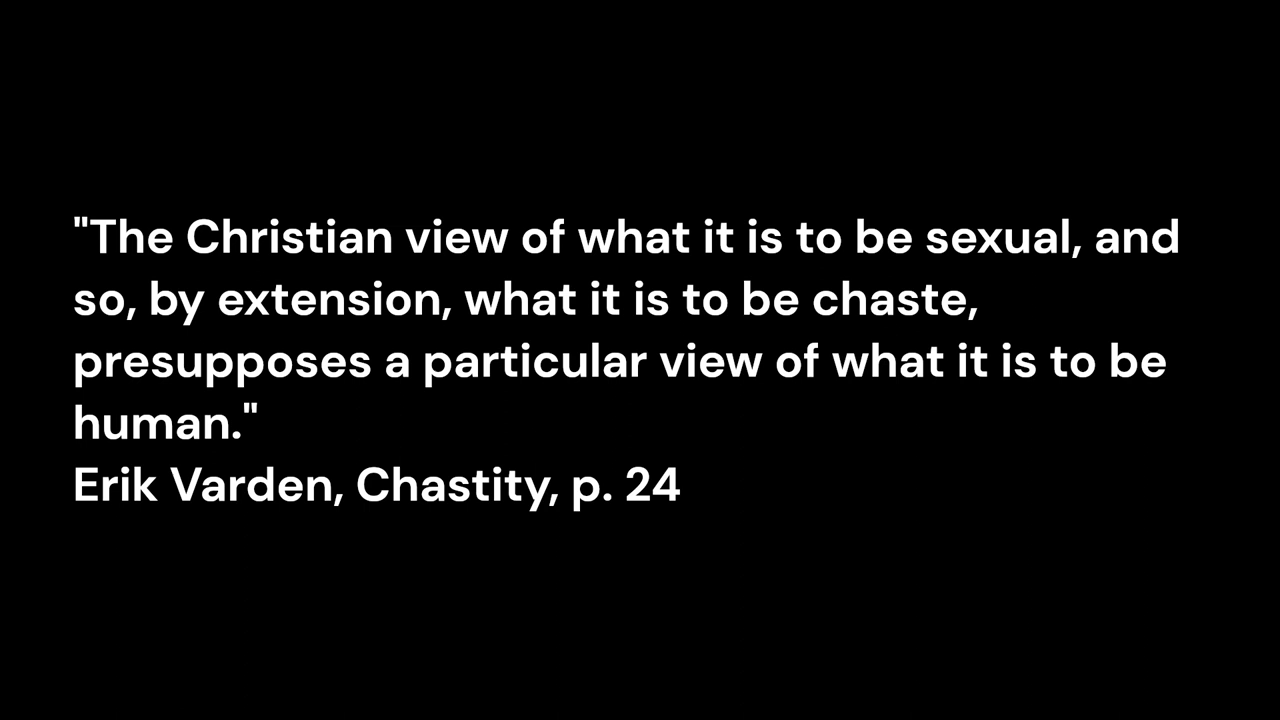 "The Christian view of what it is to be sexual, and
so, by extension, what it is to be chaste,
presupposes a particular view of what it is to be
human."
Erik Varden, Chastity, p. 24